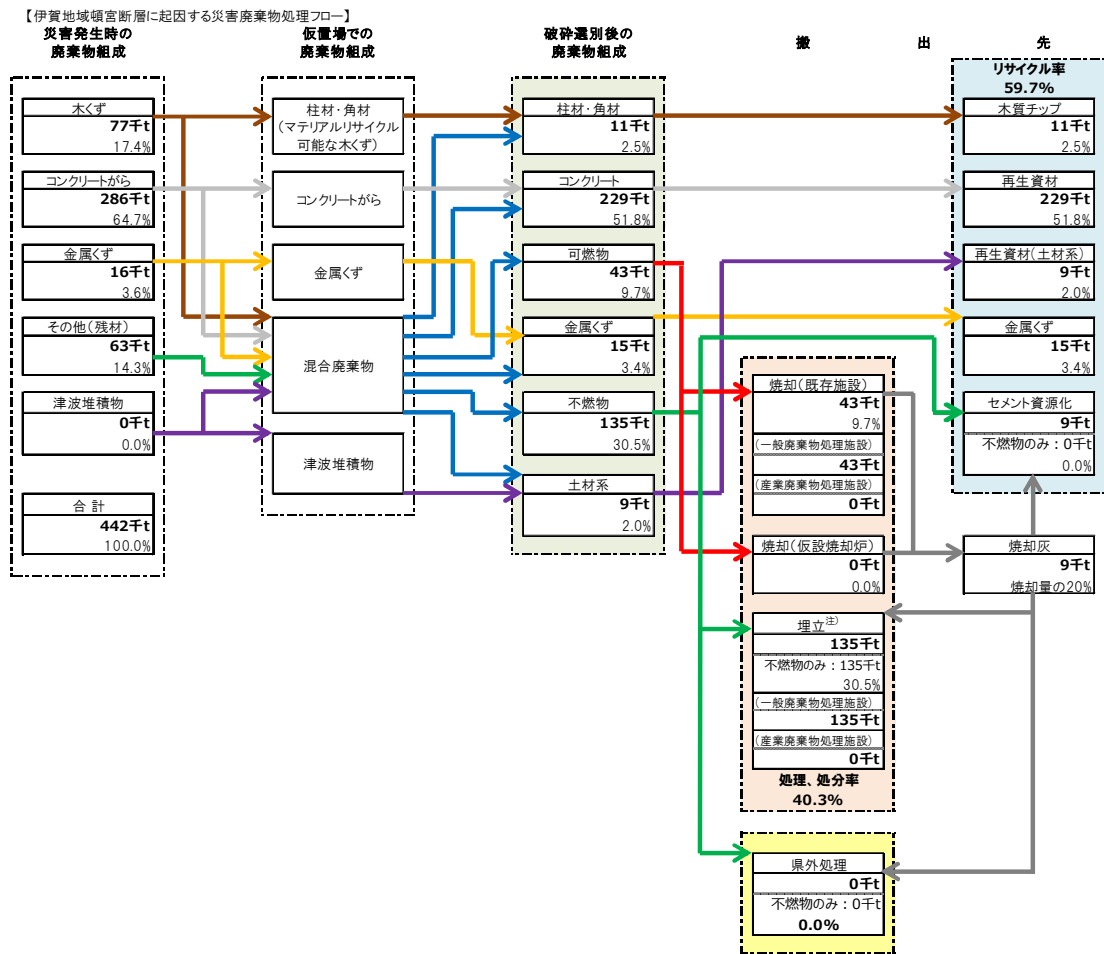 【伊賀地域頓宮断層に起因する災害廃棄物処理フロー】
災害発生時の
廃棄物組成
木くず
77千t
17.4%
コンクリートがら
286千t
64.7%
金属くず
16千t
3.6%
その他(残材)
63千t
14.3%
津波堆積物
0千t
0.0%
合計
442千t
100.0%
仮置場での
廃棄物組成
柱材・角材
(マテリアルリサイクル
可能な木くず)
コンクリートがら
金属くず
混合廃棄物
津波堆積物
破砕選別後の
廃棄物組成
柱材・角材
11千t
2.5%
コンクリート
229千t
51.8%
可燃物
43千t
9.7%
金属くず
15千t
3.4%
不燃物
135千t
30.5%
土材系
9千t
2.0%
搬 出 先
焼却(既存施設)
43千t
9.7%
(一般廃棄物処理施設)
43千t
(産業廃棄物処理施設)
0千t
焼却(仮設焼却炉)
0千t
0.0%
埋立注)
135千t
不燃物のみ:135千t
30.5%
(一般廃棄物処理施設)
135千t
(産業廃棄物処理施設)
0千t
処理、処分率
40.3%
県外処理
0千t
不燃物のみ:0千t
0.0%
リサイクル率
59.7%
木質チップ
11千t
2.5%
再生資材
229千t
51.8%
再生資材(土材系)
9千t
2.0%
金属くず
15千t
3.4%
セメント資源化
9千t
不燃物のみ:0千t
0.0%
焼却灰
9千t
焼却量の20%